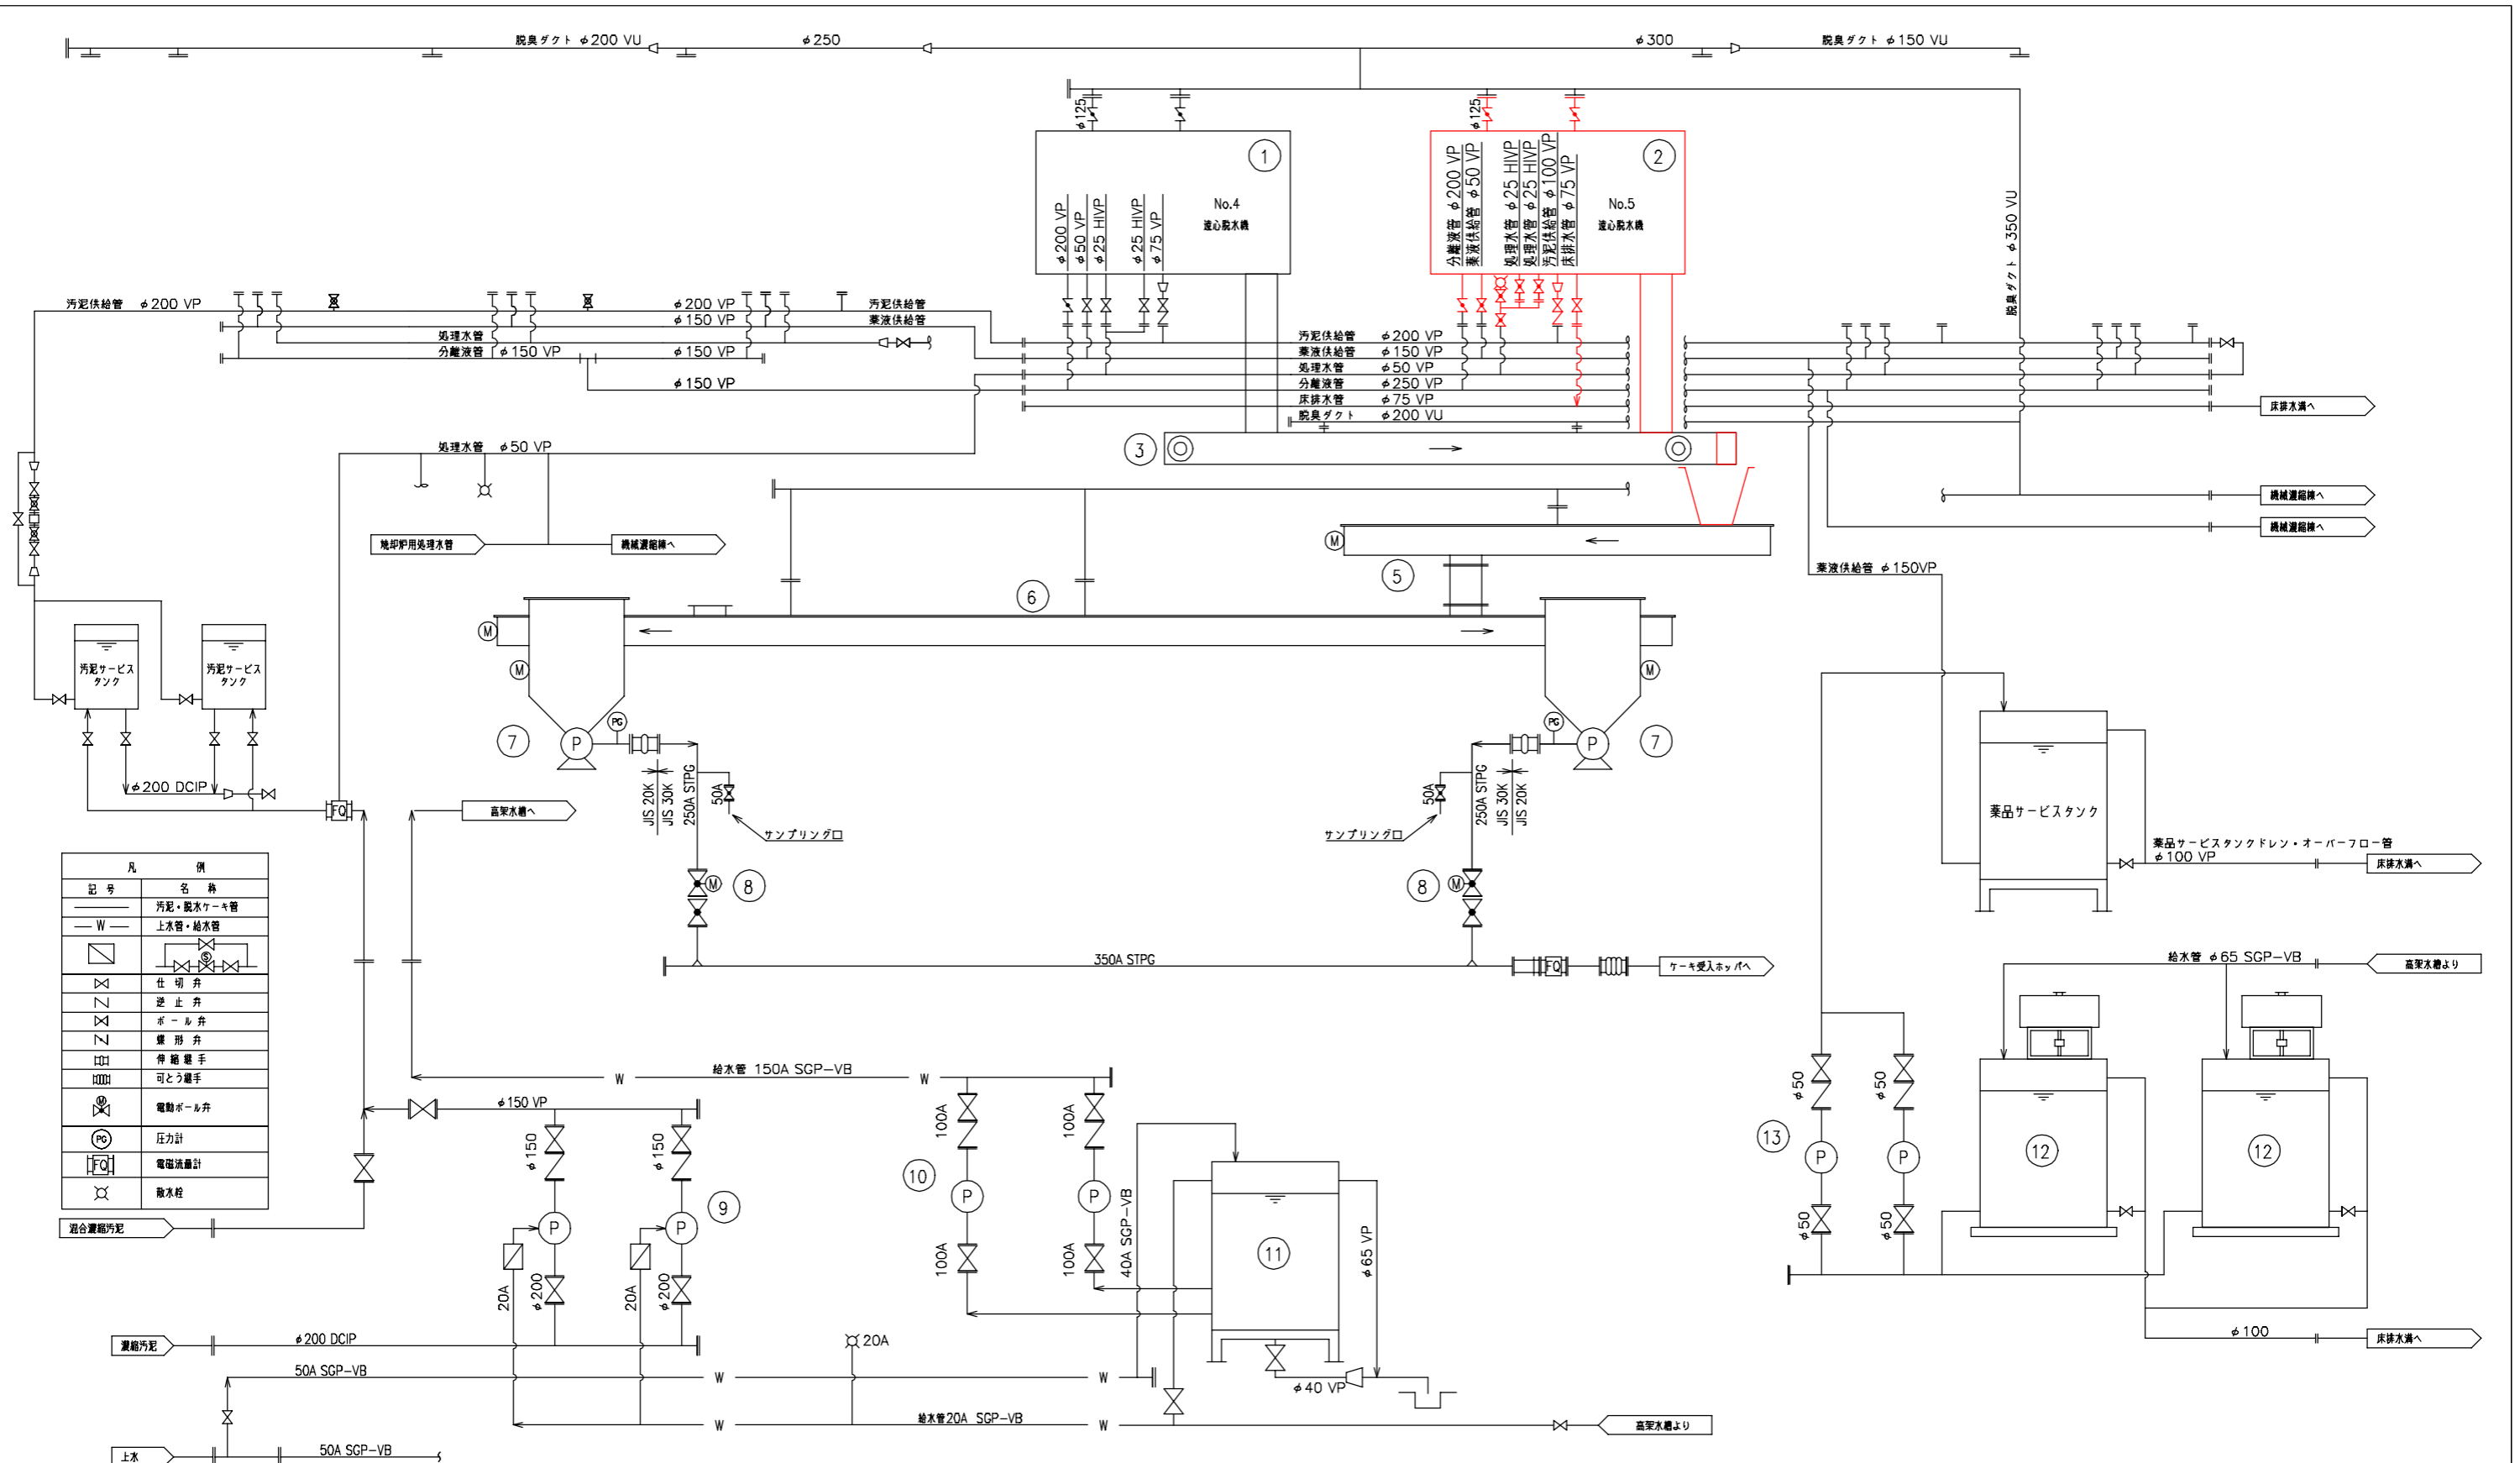 脱臭ダクト φ200 VU
φ250
φ300
脱臭ダクト φ150 VU
φ125
①
No.4
遠心脱水機
φ200 VP
φ50 VP
φ25 HIVP
φ25 HIVP
φ75 VP
φ125
②
No.5
遠心脱水機
分離液管 φ200 VP
薬液供給管 φ50 VP
処理水管 φ25 HIVP
処理水管 φ25 HIVP
汚泥供給管 φ100 VP
床排水管 φ75 VP
脱臭ダクト φ350 VU
汚泥供給管 φ200 VP
φ200 VP
汚泥供給管
φ150 VP
薬液供給管
処理水管
分離液管 φ150 VP
φ150 VP
φ150 VP
汚泥供給管 φ200 VP
薬液供給管 φ150 VP
処理水管 φ50 VP
分離液管 φ250 VP
床排水管 φ75 VP
脱臭ダクト φ200 VU
床排水溝へ
機械濃縮棟へ
機械濃縮棟へ
処理水管 φ50 VP
③
焼却炉用処理水管
機械濃縮棟へ
M
⑤
⑥
薬液供給管 φ150VP
M
M
M
汚泥サービス
タンク
汚泥サービス
タンク
φ200 DCIP
FQ
⑦
P
PG
JIS 20K
JIS 30K
250A STPG
50A
サンプリング口
PG
P
⑦
50A
250A STPG
JIS 30K
JIS 20K
サンプリング口
高架水槽へ
M
⑧
⑧
M
350A STPG
FQ
ケーキ受入ホッパへ
薬品サービスタンク
薬品サービスタンクドレン・オーバーフロー管
φ100 VP
床排水溝へ
凡 例
記 号 名 称
汚泥・脱水ケーキ管
W 上水管・給水管
S
仕 切 弁
逆 止 弁
ボ ー ル 弁
蝶 形 弁
伸 縮 継 手
可とう継手
M 電動ボール弁
PG 圧力計
FQ 電磁流量計
散水栓
給水管 φ65 SGP-VB
高架水槽より
⑫
⑫
φ50
φ50
⑬
P
P
φ50
φ50
φ100
床排水溝へ
W
給水管 150A SGP-VB
W
φ150 VP
φ150
φ150
P
P
⑨
20A
φ200
20A
φ200
100A
100A
⑩
P
P
100A
100A
40A SGP-VB
⑪
φ65 VP
φ40 VP
混合濃縮汚泥
濃縮汚泥
φ200 DCIP
20A
50A SGP-VB
W
W
W
給水管20A SGP-VB
W
高架水槽より
上水
50A SGP-VB